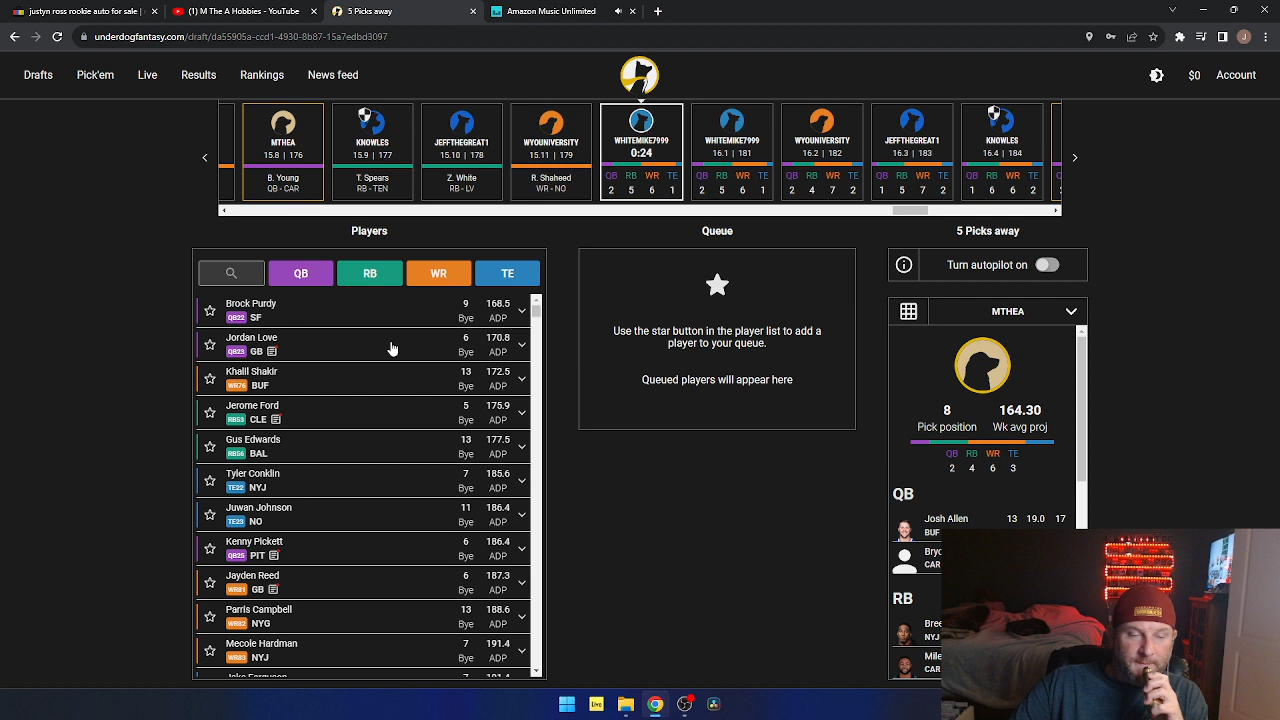 justyn ross rookie auto for sale |
(1) M The A Hobbies - YouTube
5 Picks away
Amazon Music Unlimited
underdogfantasy.com/draft/da55905a-ccd1-4930-8b87-15a7edbd3097
J
Drafts
Pick'em
Live
Results
Rankings
News feed
$0
Account
MTHEA
15.8 | 176
B. Young
QB - CAR
KNOWLES
15.9 | 177
T. Spears
RB - TEN
JEFFTHEGREAT1
15.10 | 178
Z. White
RB - LV
WYOUNIVERSITY
15.11 | 179
R. Shaheed
WR - NO
WHITEMIKE7999
0:24
QB RB WR TE
2 5 6 1
WHITEMIKE7999
16.1 | 181
QB RB WR TE
2 5 6 1
WYOUNIVERSITY
16.2 | 182
QB RB WR TE
2 4 7 2
JEFFTHEGREAT1
16.3 | 183
QB RB WR TE
1 5 7 2
KNOWLES
16.4 | 184
QB RB WR TE
1 6 6 2
Players
QB
RB
WR
TE
Brock Purdy 9 168.5
QB22 SF Bye ADP
Jordan Love 6 170.8
QB23 GB Bye ADP
Khalil Shakir 13 172.5
WR76 BUF Bye ADP
Jerome Ford 5 175.9
RB53 CLE Bye ADP
Gus Edwards 13 177.5
RB56 BAL Bye ADP
Tyler Conklin 7 185.6
TE22 NYJ Bye ADP
Juwan Johnson 11 186.4
TE23 NO Bye ADP
Kenny Pickett 6 186.4
QB25 PIT Bye ADP
Jayden Reed 6 187.3
WR81 GB Bye ADP
Parris Campbell 13 188.6
WR82 NYG Bye ADP
Mecole Hardman 7 191.4
WR83 NYJ Bye ADP
Queue
Use the star button in the player list to add a
player to your queue.
Queued players will appear here
5 Picks away
Turn autopilot on
MTHEA
8 164.30
Pick position Wk avg proj
QB RB WR TE
2 4 6 3
QB
Josh Allen 13 19.0 17
BUF
Bryc
CAR
RB
Bree
NYJ
Mile
CAR
Live